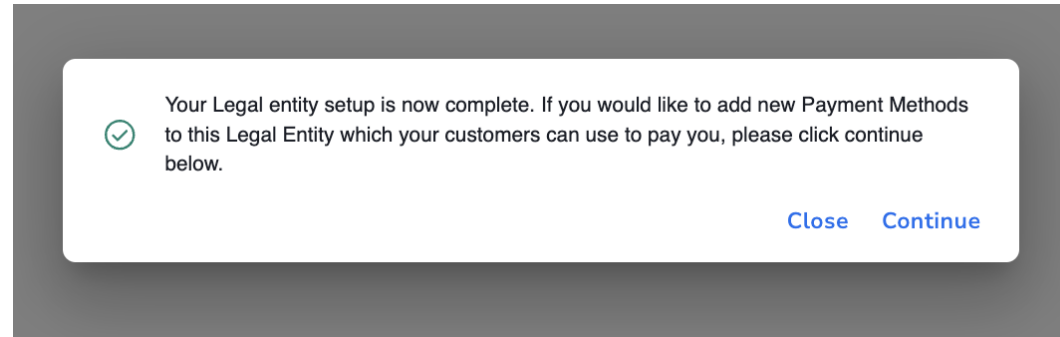 Your Legal entity setup is now complete. If you would like to add new Payment Methods
to this Legal Entity which your customers can use to pay you, please click continue
below.
Close Continue